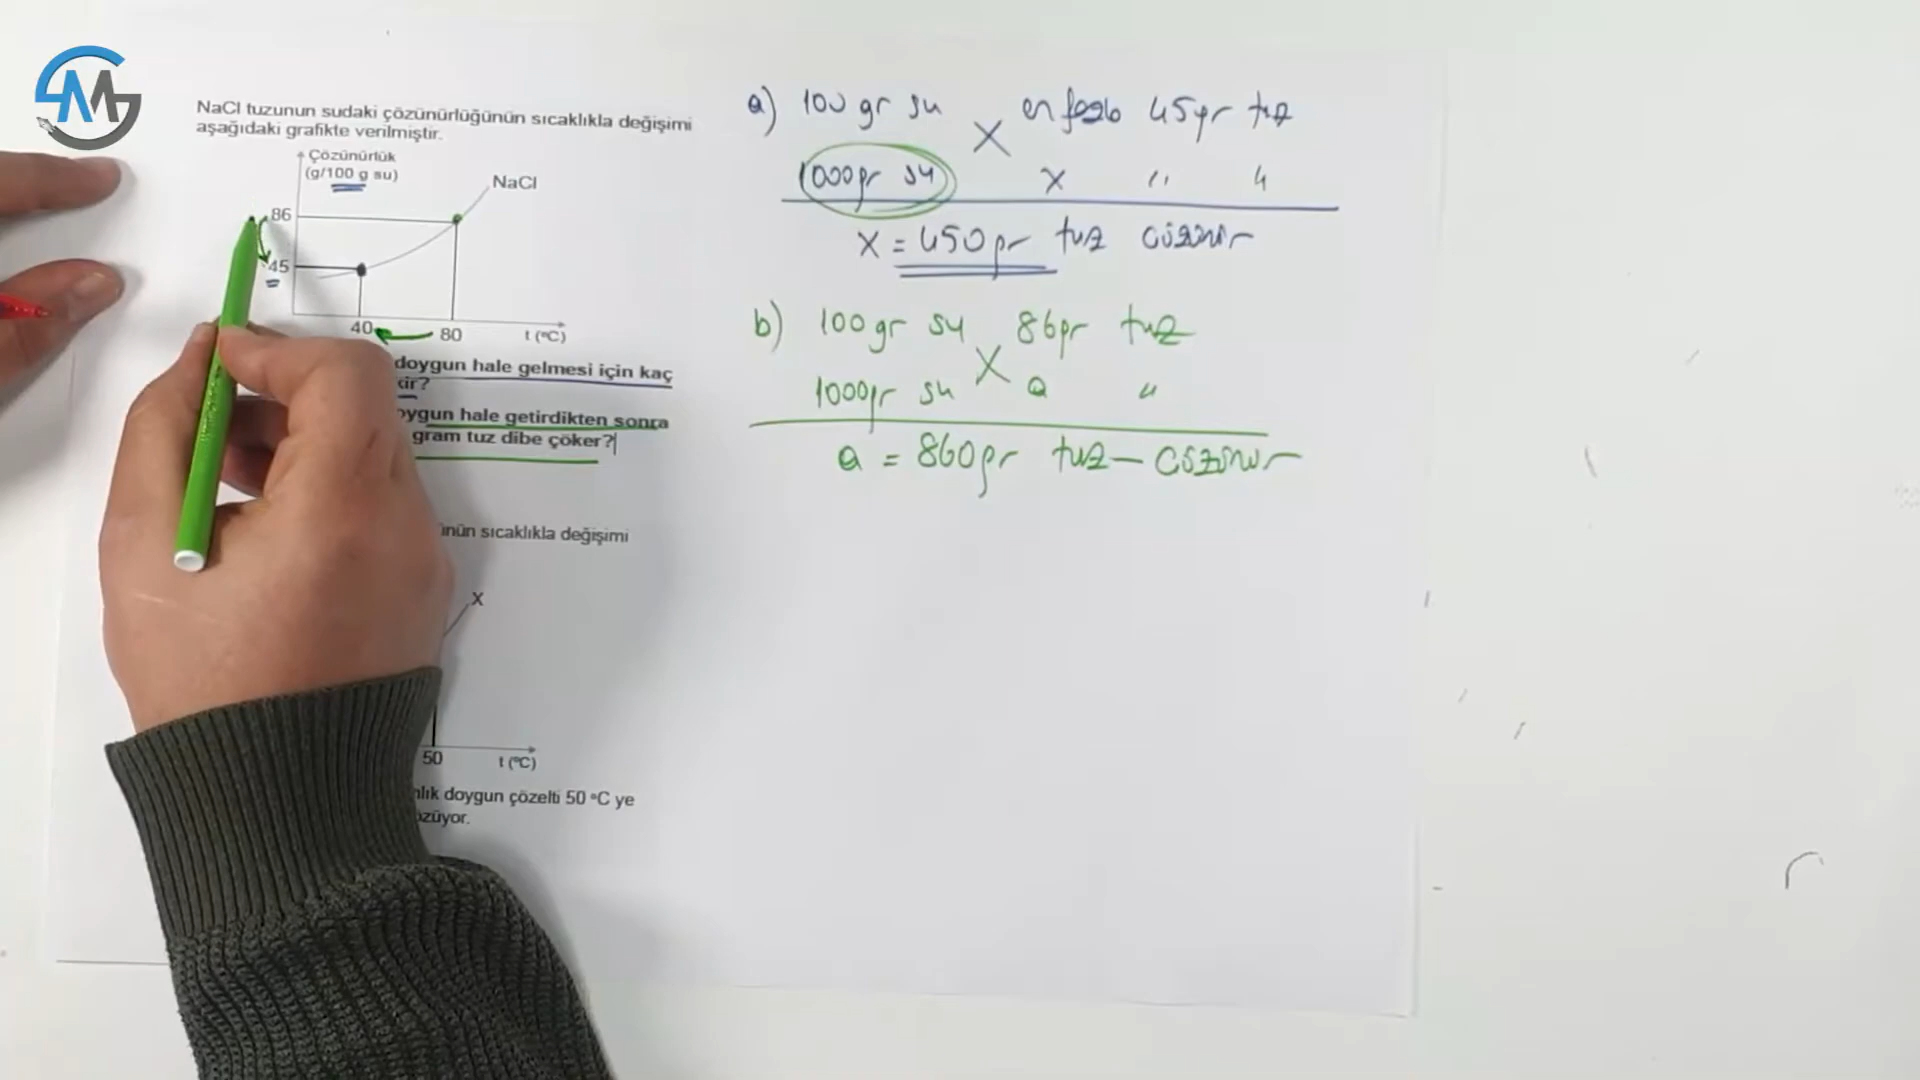 SMG
NaCl tuzunun sudaki çözünürlüğünün sıcaklıkla değişimi
aşağıdaki grafikte verilmiştir.
Çözünürlük
(g/100 g su)
NaCl
86
45
40
80
t (°C)
doygun hale gelmesi için kaç
kir?
oygun hale getirdikten sonra
gram tuz dibe çöker?
ünün sıcaklıkla değişimi
X
50
t (°C)
nlık doygun çözelti 50 °C ye
özüyor.
a) 100 gr su en fazla 45gr tuz
1000gr su x " "
x = 450gr tuz çözünür
b) 100gr su 86gr tuz
1000gr su a "
a = 860gr tuz – çözünür